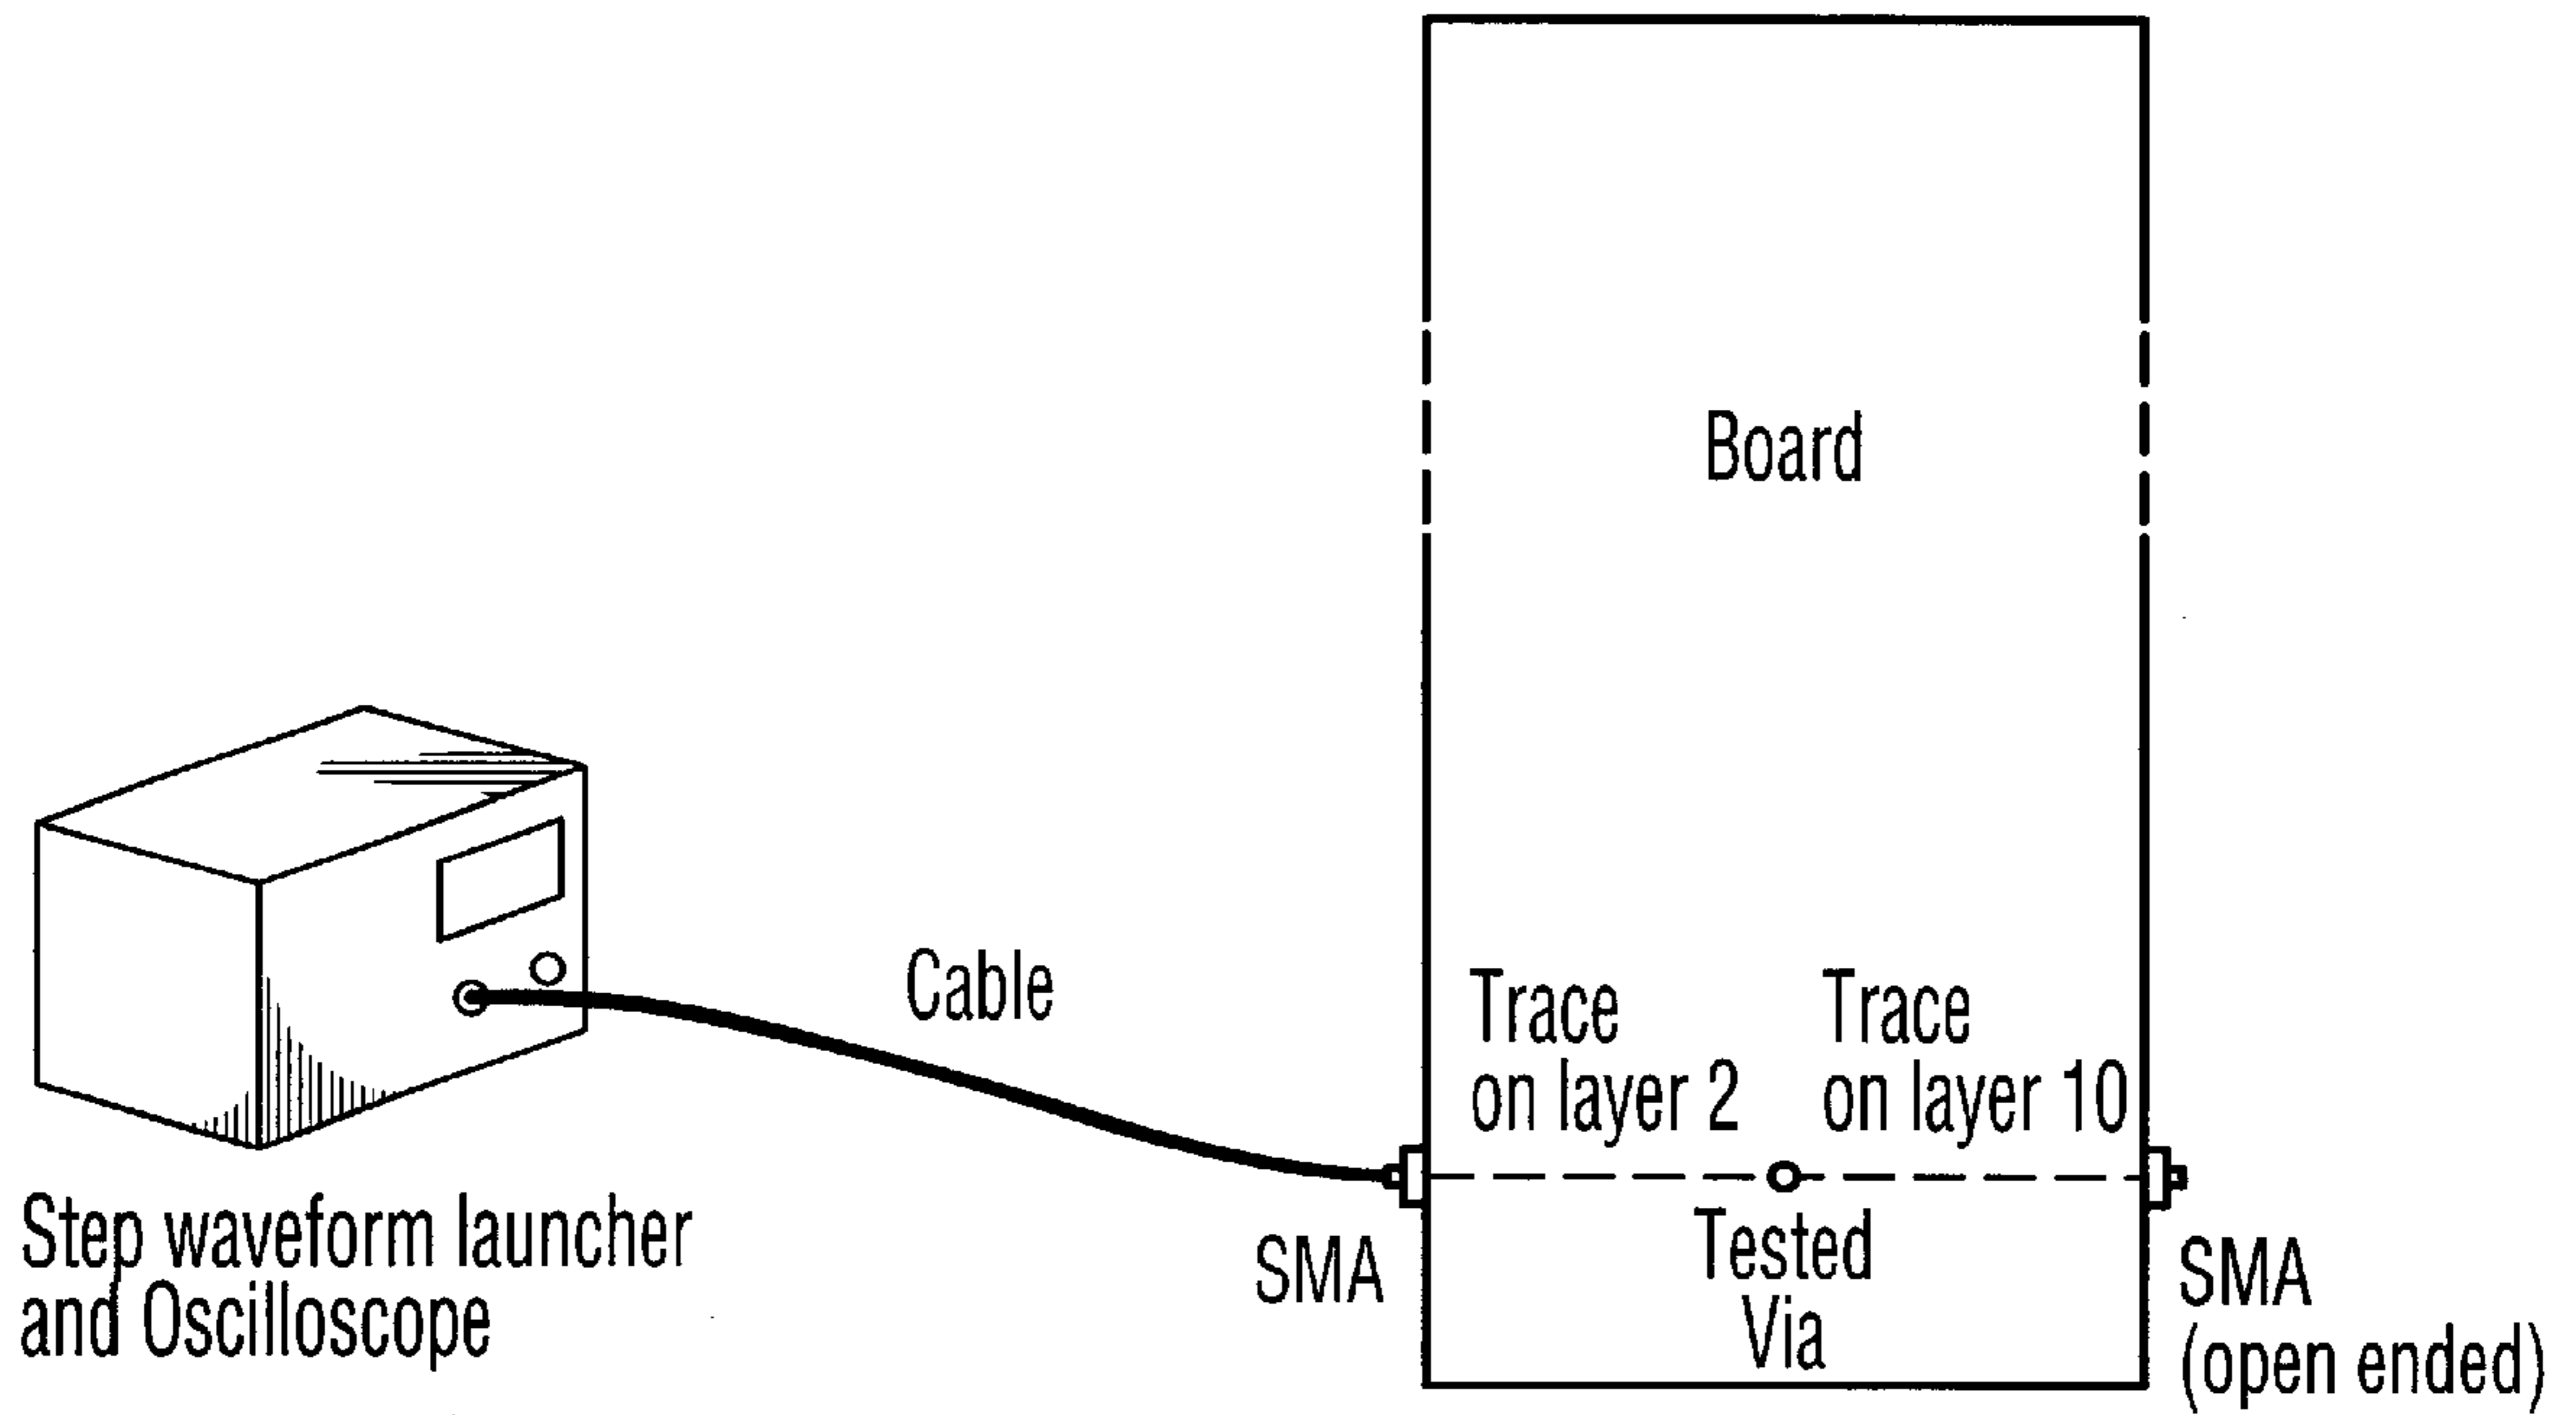 Board
Cable
Trace
on layer 2
Trace
on layer 10
Step waveform launcher
and Oscilloscope
SMA
Tested
Via
SMA
(open ended)